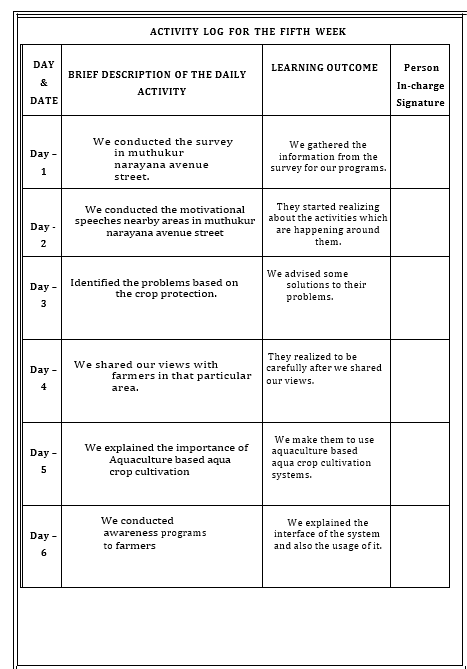 ACTIVITY LOG FOR THE FIFTH WEEK
DAY
&
DATE
BRIEF DESCRIPTION OF THE DAILY
ACTIVITY
LEARNING OUTCOME
Person
In-charge
Signature
Day –
1
We conducted the survey
in muthukur
narayana avenue
street.
We gathered the
information from the
survey for our programs.
Day -
2
We conducted the motivational
speeches nearby areas in muthukur
narayana avenue street
They started realizing
about the activities which
are happening around
them.
Day –
3
Identified the problems based on
the crop protection.
We advised some
solutions to their
problems.
Day –
4
We shared our views with
farmers in that particular
area.
They realized to be
carefully after we shared
our views.
Day –
5
We explained the importance of
Aquaculture based aqua
crop cultivation
We make them to use
aquaculture based
aqua crop cultivation
systems.
Day –
6
We conducted
awareness programs
to farmers
We explained the
interface of the system
and also the usage of it.